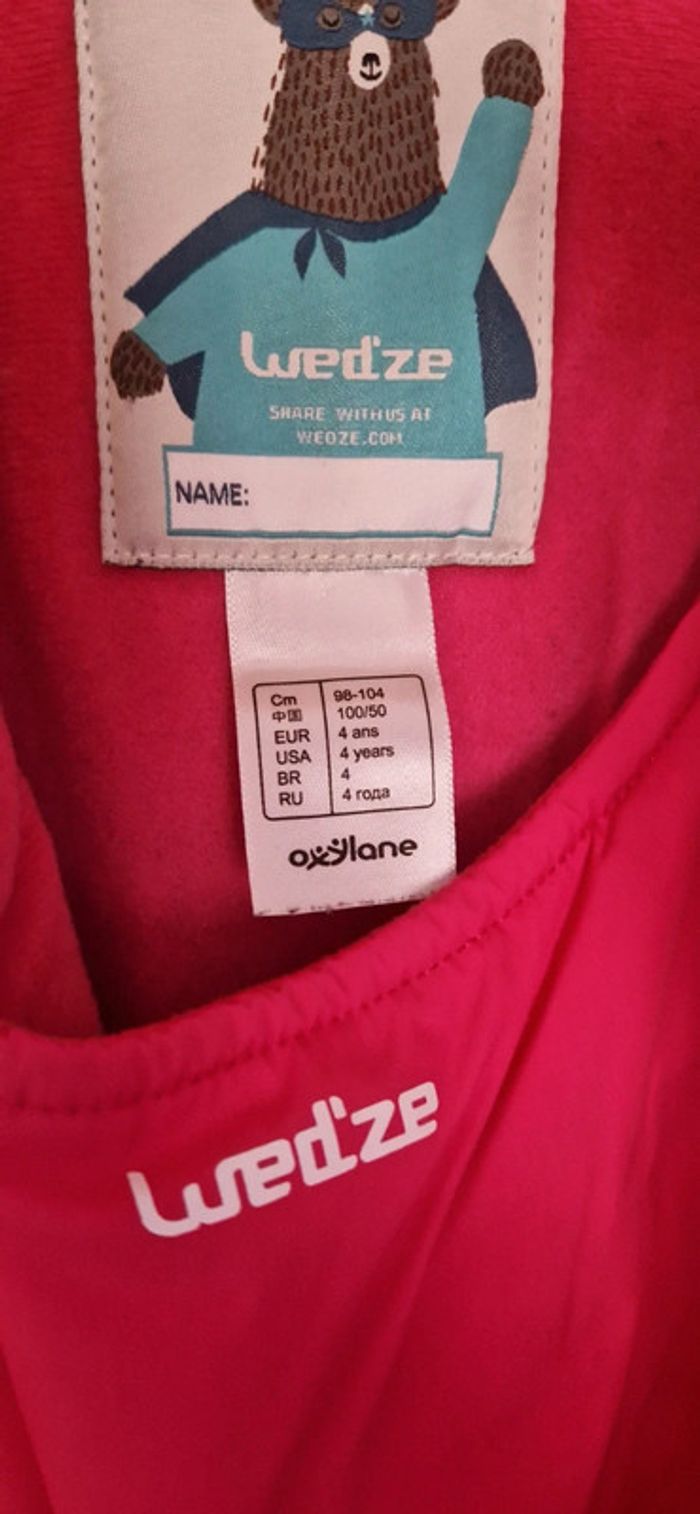 wed'ze
SHARE WITH US AT
WEDZE.COM
NAME:
Cm 98-104
中国 100/50
EUR 4 ans
USA 4 years
BR 4
RU 4 года
oxylane
wed'ze